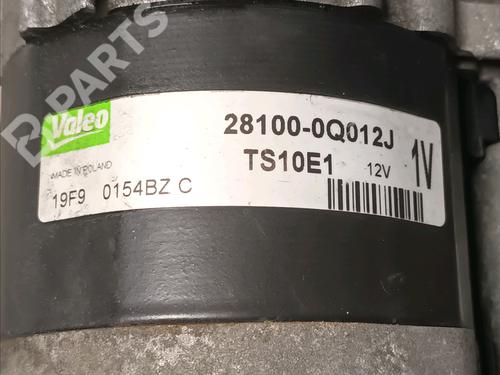 B-PARTS
Valeo
28100-0Q012J
TS10E1 12V 1V
MADE IN POLAND
19F9 0154BZ C